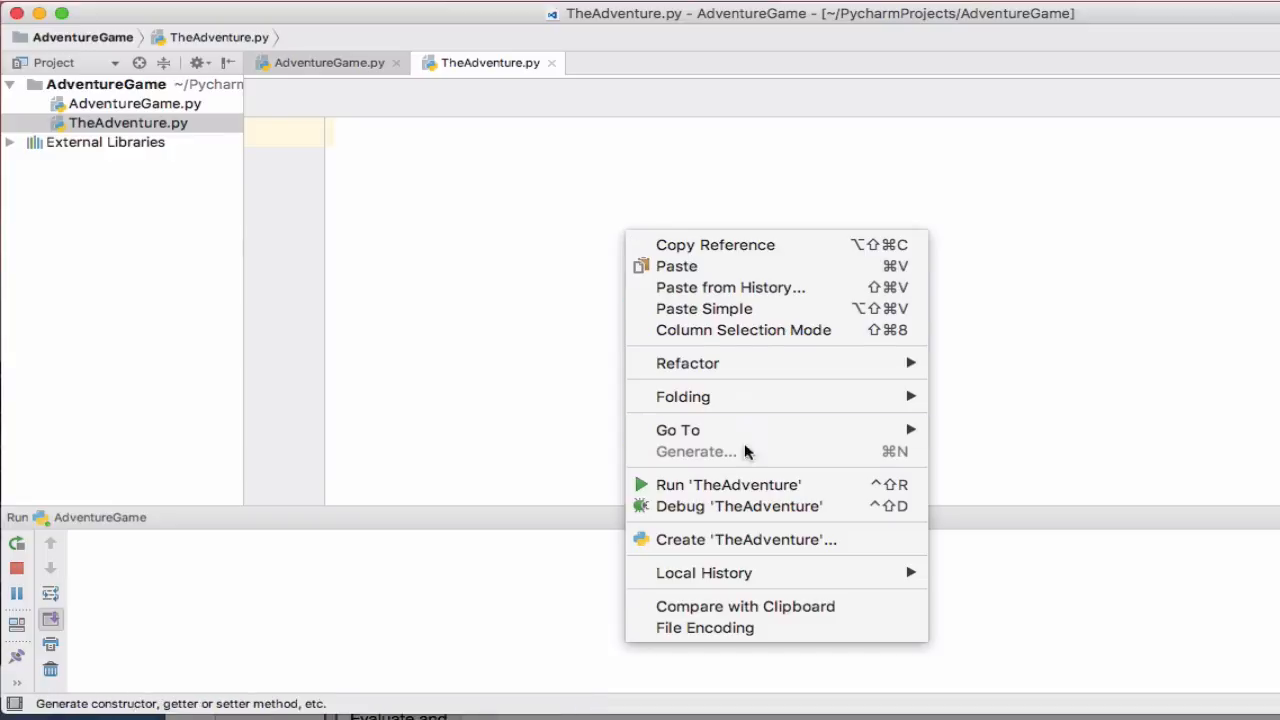 TheAdventure.py - AdventureGame - [~/PycharmProjects/AdventureGame]
AdventureGame
TheAdventure.py
Project
AdventureGame.py
TheAdventure.py
AdventureGame ~/Pycharm
AdventureGame.py
TheAdventure.py
External Libraries
Copy Reference ⌥⇧⌘C
Paste ⌘V
Paste from History... ⇧⌘V
Paste Simple ⌥⇧⌘V
Column Selection Mode ⇧⌘8
Refactor
Folding
Go To
Generate... ⌘N
Run 'TheAdventure' ^⇧R
Debug 'TheAdventure' ^⇧D
Create 'TheAdventure'...
Local History
Compare with Clipboard
File Encoding
Run AdventureGame
Generate constructor, getter or setter method, etc.
Evaluate and